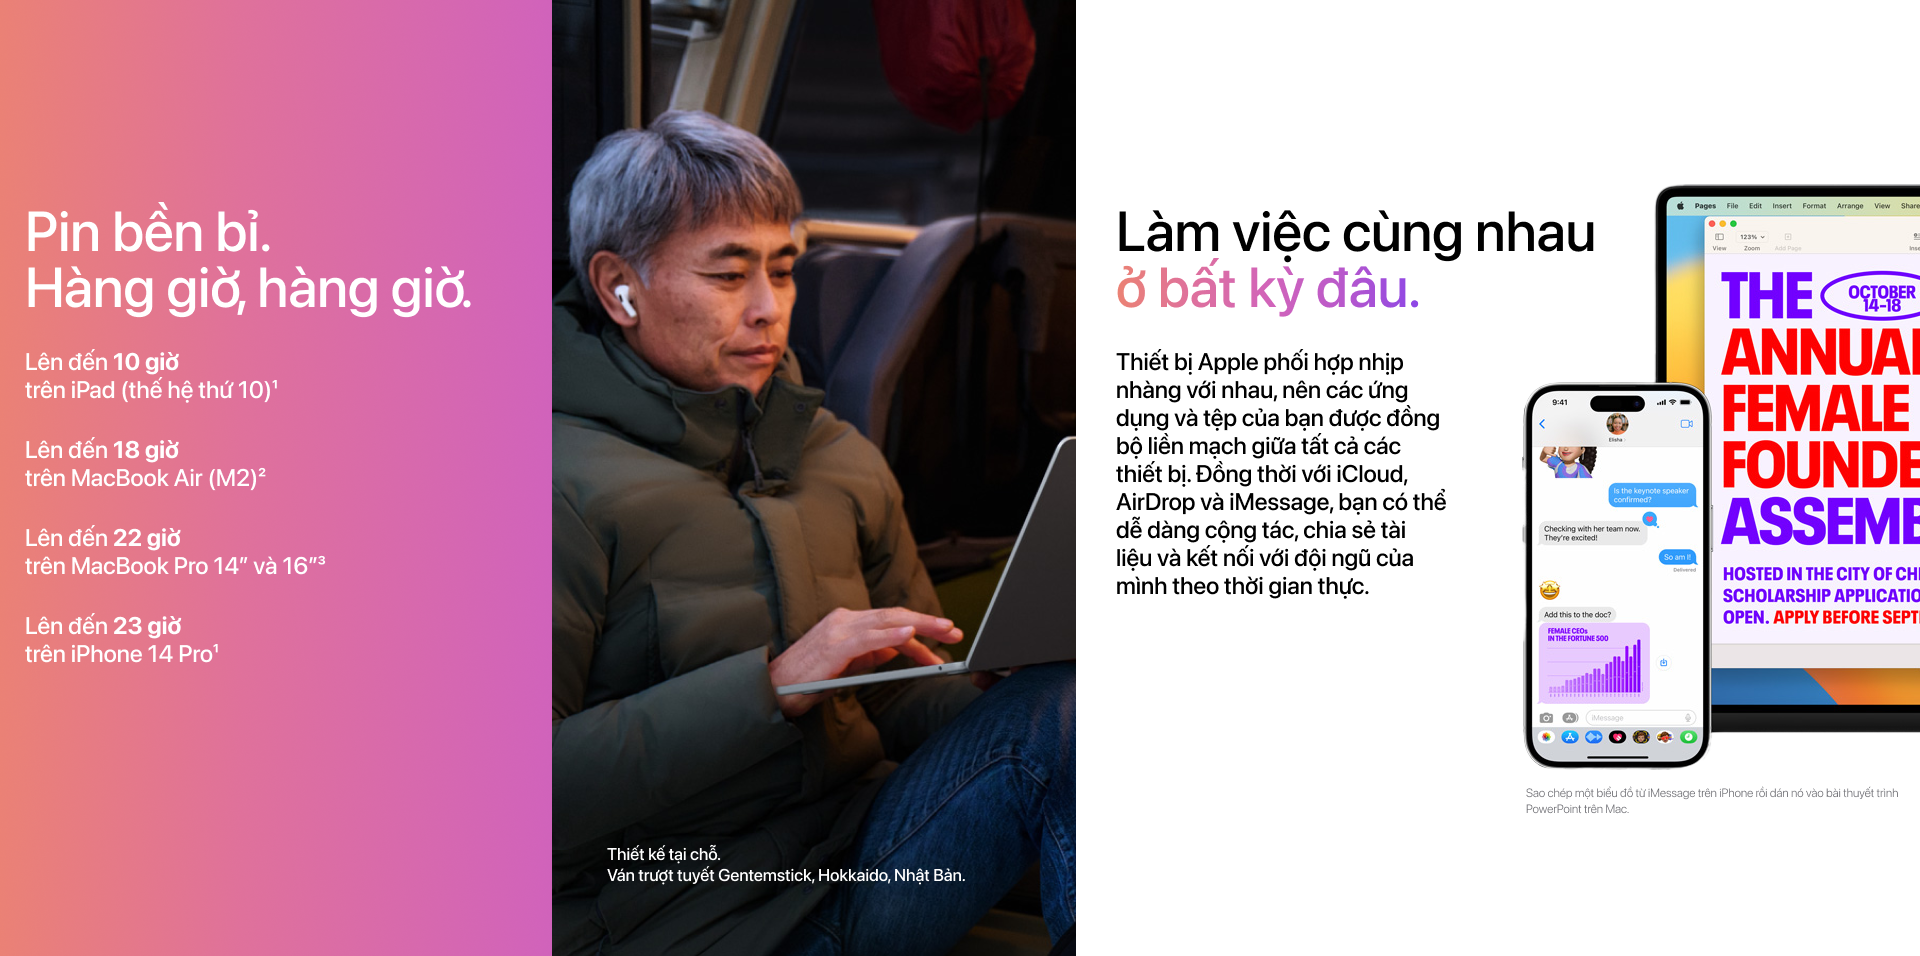 Pin bền bỉ.
Hàng giờ, hàng giờ.
Lên đến 10 giờ
trên iPad (thế hệ thứ 10)¹
Lên đến 18 giờ
trên MacBook Air (M2)²
Lên đến 22 giờ
trên MacBook Pro 14” và 16”³
Lên đến 23 giờ
trên iPhone 14 Pro¹
Thiết kế tại chỗ.
Ván trượt tuyết Gentemstick, Hokkaido, Nhật Bản.
Làm việc cùng nhau
ở bất kỳ đâu.
Thiết bị Apple phối hợp nhịp
nhàng với nhau, nên các ứng
dụng và tệp của bạn được đồng
bộ liền mạch giữa tất cả các
thiết bị. Đồng thời với iCloud,
AirDrop và iMessage, bạn có thể
dễ dàng cộng tác, chia sẻ tài
liệu và kết nối với đội ngũ của
mình theo thời gian thực.
9:41
Elisha
Is the keynote speaker
confirmed?
Checking with her team now.
They're excited!
So am I!
Delivered
Add this to the doc?
FEMALE CEOs
IN THE FORTUNE 500
iMessage
Pages File Edit Insert Format Arrange View Share
123%
View Zoom Add Page Inse
THE
OCTOBER
14-18
ANNUAL
FEMALE
FOUNDE
ASSEMB
HOSTED IN THE CITY OF CHI
SCHOLARSHIP APPLICATIO
OPEN. APPLY BEFORE SEPT
Sao chép một biểu đồ từ iMessage trên iPhone rồi dán nó vào bài thuyết trình
PowerPoint trên Mac.